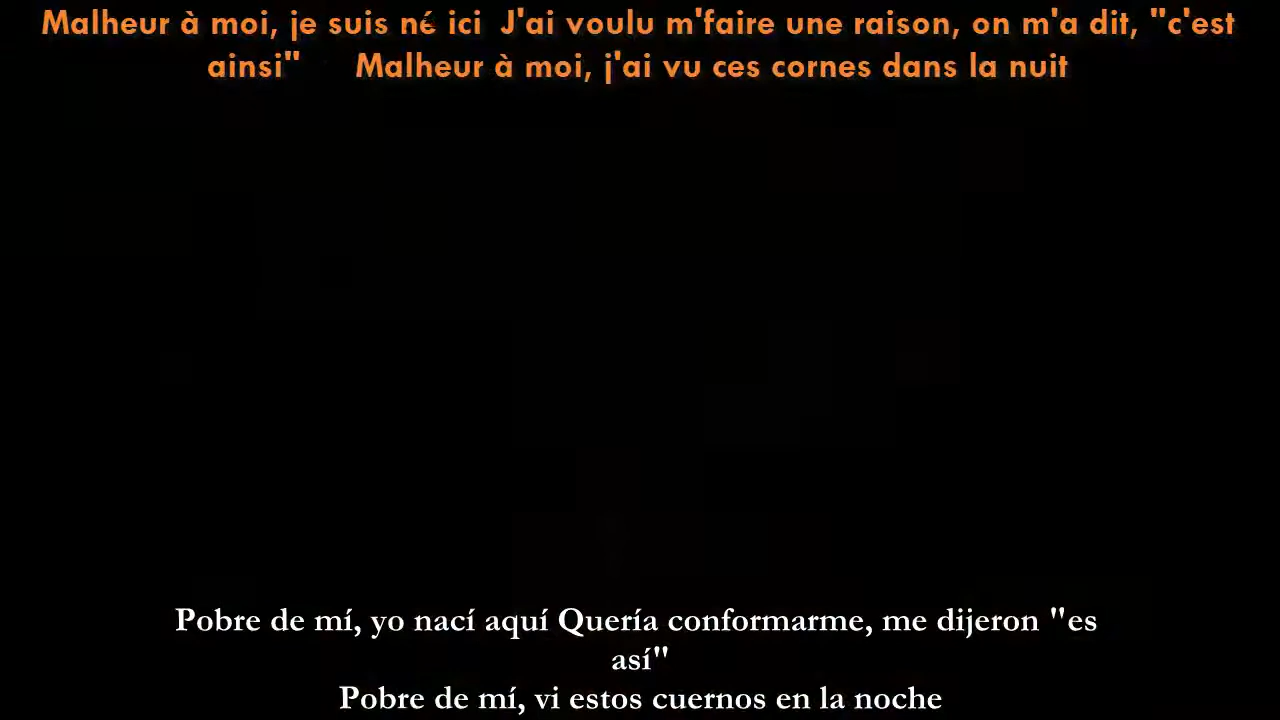 Malheur à moi, je suis né ici J'ai voulu m'faire une raison, on m'a dit, "c'est
ainsi" Malheur à moi, j'ai vu ces cornes dans la nuit
Pobre de mí, yo nací aquí Quería conformarme, me dijeron "es
así"
Pobre de mí, vi estos cuernos en la noche